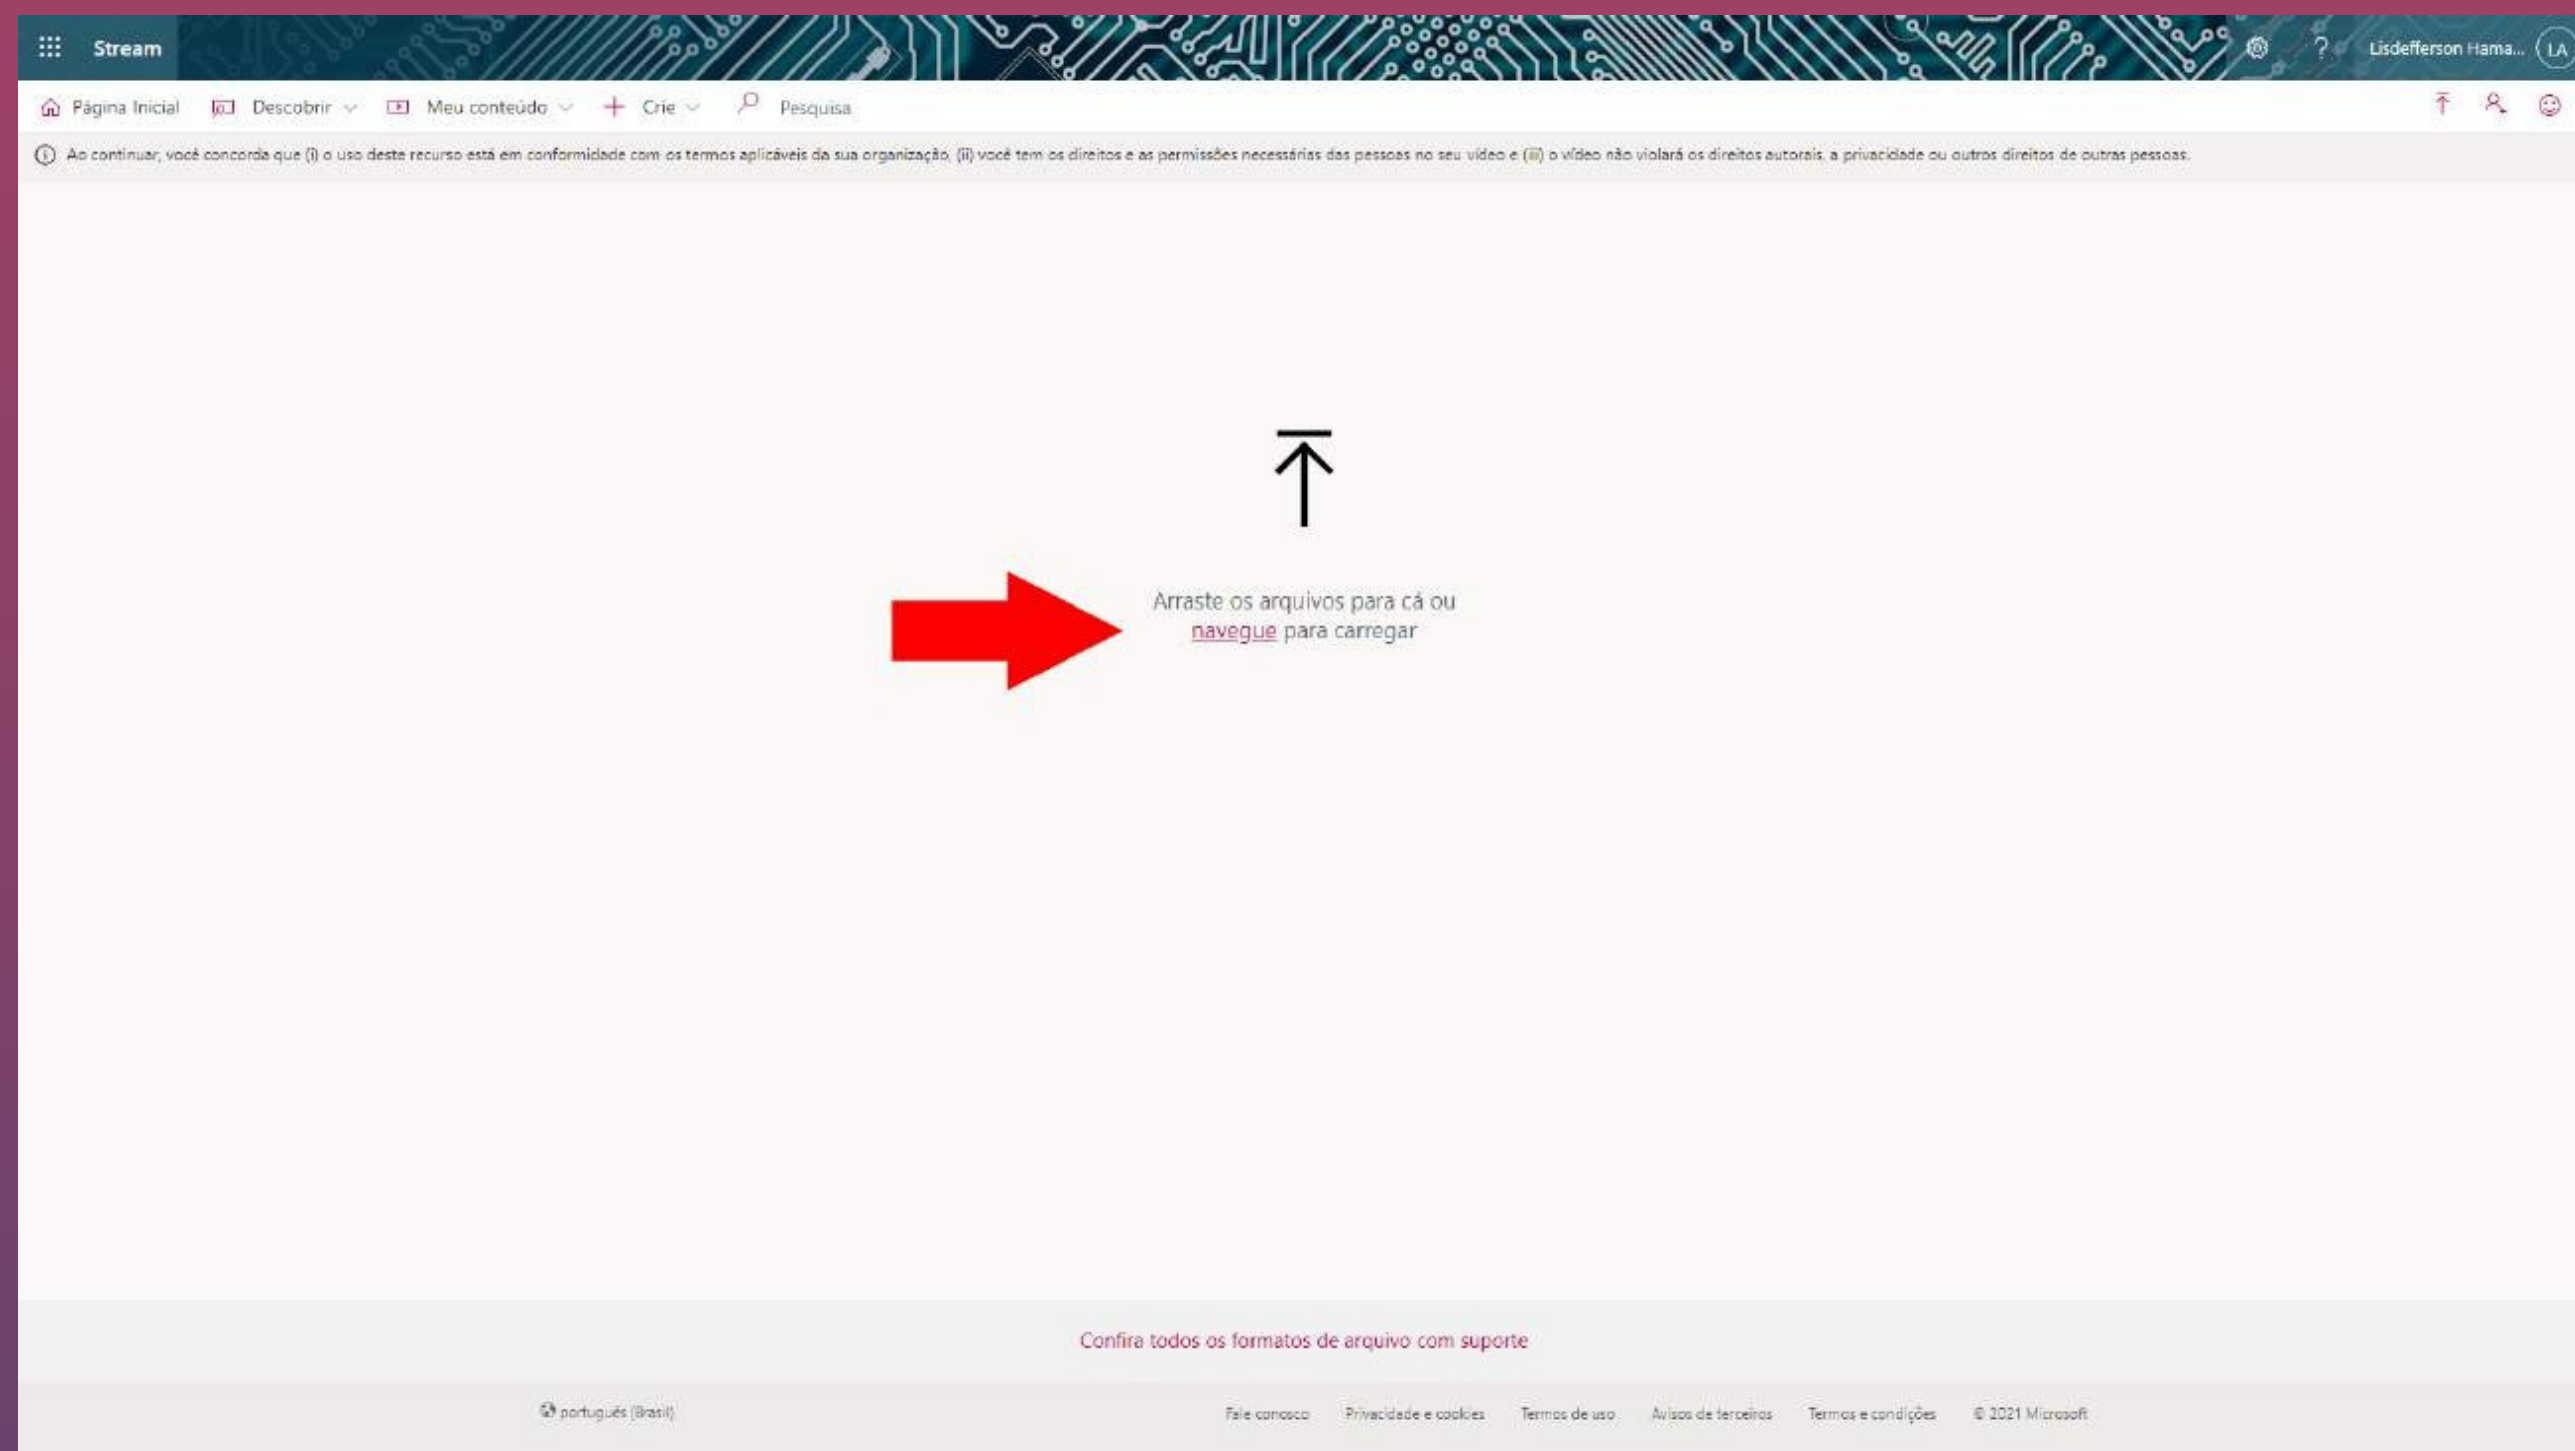 Stream
? Lisdefferson Hama... LA
Página Inicial Descobrir Meu conteúdo Crie Pesquisa
Ao continuar, você concorda que (i) o uso deste recurso está em conformidade com os termos aplicáveis da sua organização, (ii) você tem os direitos e as permissões necessárias das pessoas no seu vídeo e (iii) o vídeo não violará os direitos autorais, a privacidade ou outros direitos de outras pessoas.
Arraste os arquivos para cá ou
navegue para carregar
Confira todos os formatos de arquivo com suporte
português (Brasil) Fale conosco Privacidade e cookies Termos de uso Avisos de terceiros Termos e condições © 2021 Microsoft